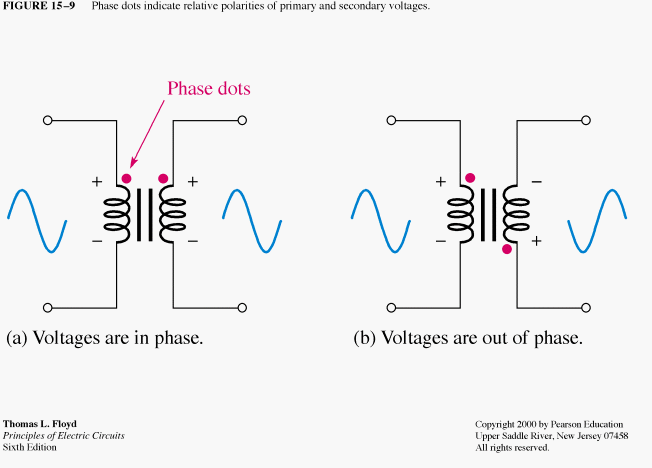 FIGURE 15–9 Phase dots indicate relative polarities of primary and secondary voltages.
Phase dots
+ + + −
− − − +
(a) Voltages are in phase.
(b) Voltages are out of phase.
Thomas L. Floyd
Principles of Electric Circuits
Sixth Edition
Copyright 2000 by Pearson Education
Upper Saddle River, New Jersey 07458
All rights reserved.